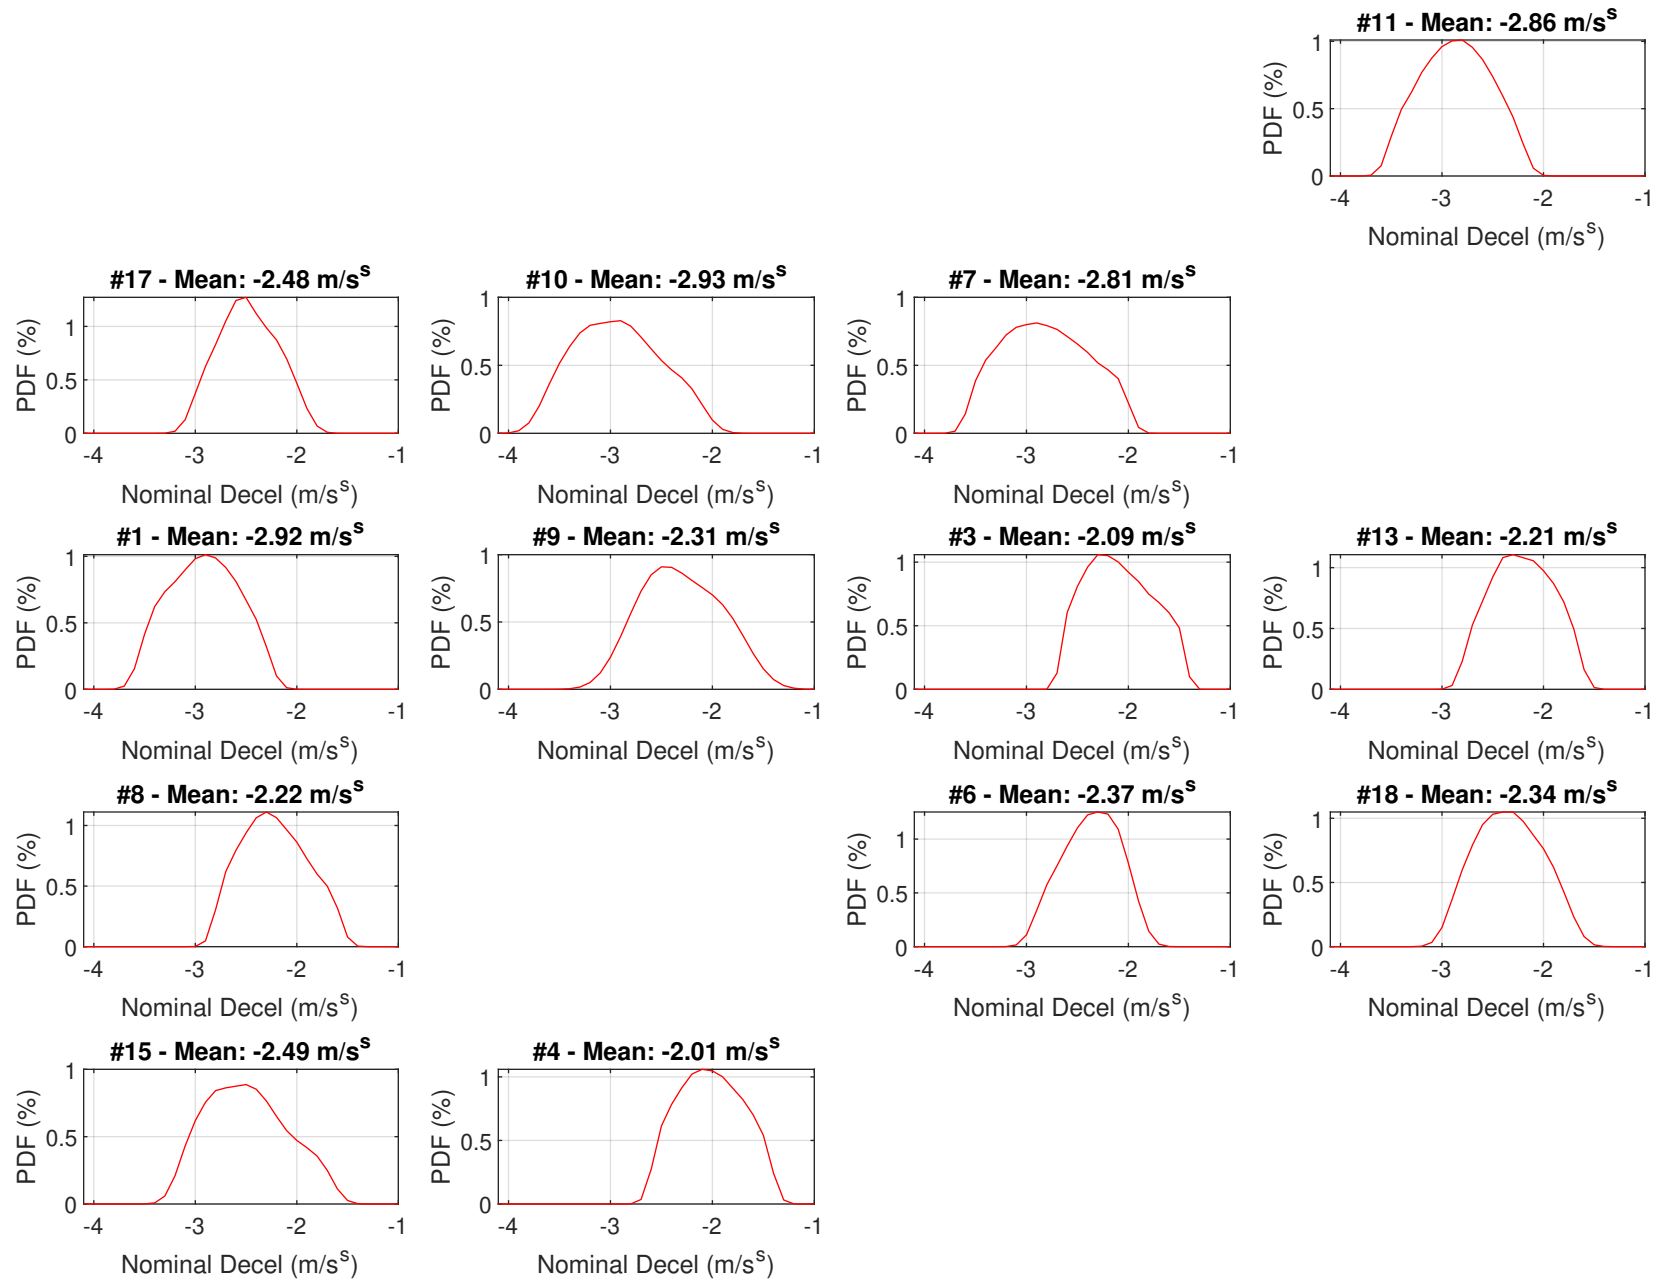 #11 - Mean: -2.86 m/s^s
PDF (%)
1
0.5
0
-4 -3 -2 -1
Nominal Decel (m/s^s)
#17 - Mean: -2.48 m/s^s
PDF (%)
1
0.5
0
-4 -3 -2 -1
Nominal Decel (m/s^s)
#10 - Mean: -2.93 m/s^s
PDF (%)
1
0.5
0
-4 -3 -2 -1
Nominal Decel (m/s^s)
#7 - Mean: -2.81 m/s^s
PDF (%)
1
0.5
0
-4 -3 -2 -1
Nominal Decel (m/s^s)
#1 - Mean: -2.92 m/s^s
PDF (%)
1
0.5
0
-4 -3 -2 -1
Nominal Decel (m/s^s)
#9 - Mean: -2.31 m/s^s
PDF (%)
1
0.5
0
-4 -3 -2 -1
Nominal Decel (m/s^s)
#3 - Mean: -2.09 m/s^s
PDF (%)
1
0.5
0
-4 -3 -2 -1
Nominal Decel (m/s^s)
#13 - Mean: -2.21 m/s^s
PDF (%)
1
0.5
0
-4 -3 -2 -1
Nominal Decel (m/s^s)
#8 - Mean: -2.22 m/s^s
PDF (%)
1
0.5
0
-4 -3 -2 -1
Nominal Decel (m/s^s)
#6 - Mean: -2.37 m/s^s
PDF (%)
1
0.5
0
-4 -3 -2 -1
Nominal Decel (m/s^s)
#18 - Mean: -2.34 m/s^s
PDF (%)
1
0.5
0
-4 -3 -2 -1
Nominal Decel (m/s^s)
#15 - Mean: -2.49 m/s^s
PDF (%)
1
0.5
0
-4 -3 -2 -1
Nominal Decel (m/s^s)
#4 - Mean: -2.01 m/s^s
PDF (%)
1
0.5
0
-4 -3 -2 -1
Nominal Decel (m/s^s)